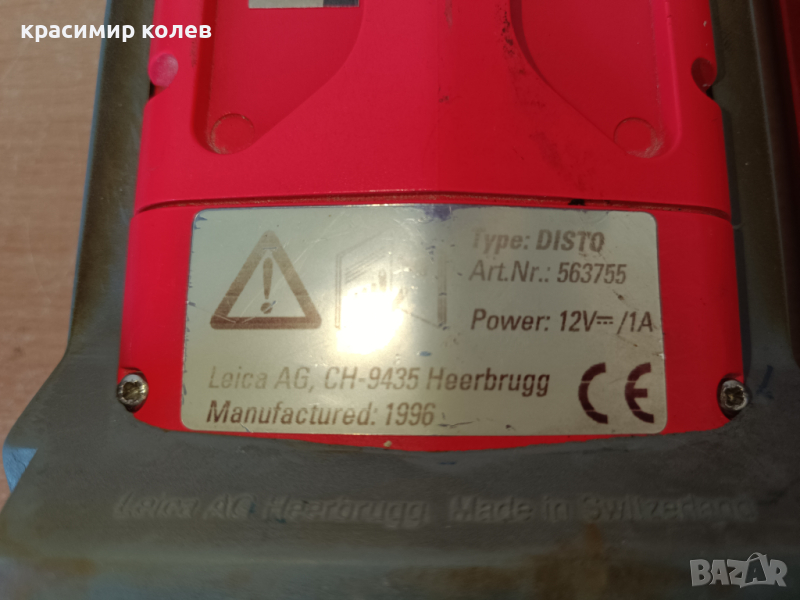 красимир колев
Type: DISTO
Art.Nr.: 563755
Power: 12V⎓/1A
Leica AG, CH-9435 Heerbrugg
Manufactured: 1996
CE
Leica AG Heerbrugg Made in Switzerland
BAZAR